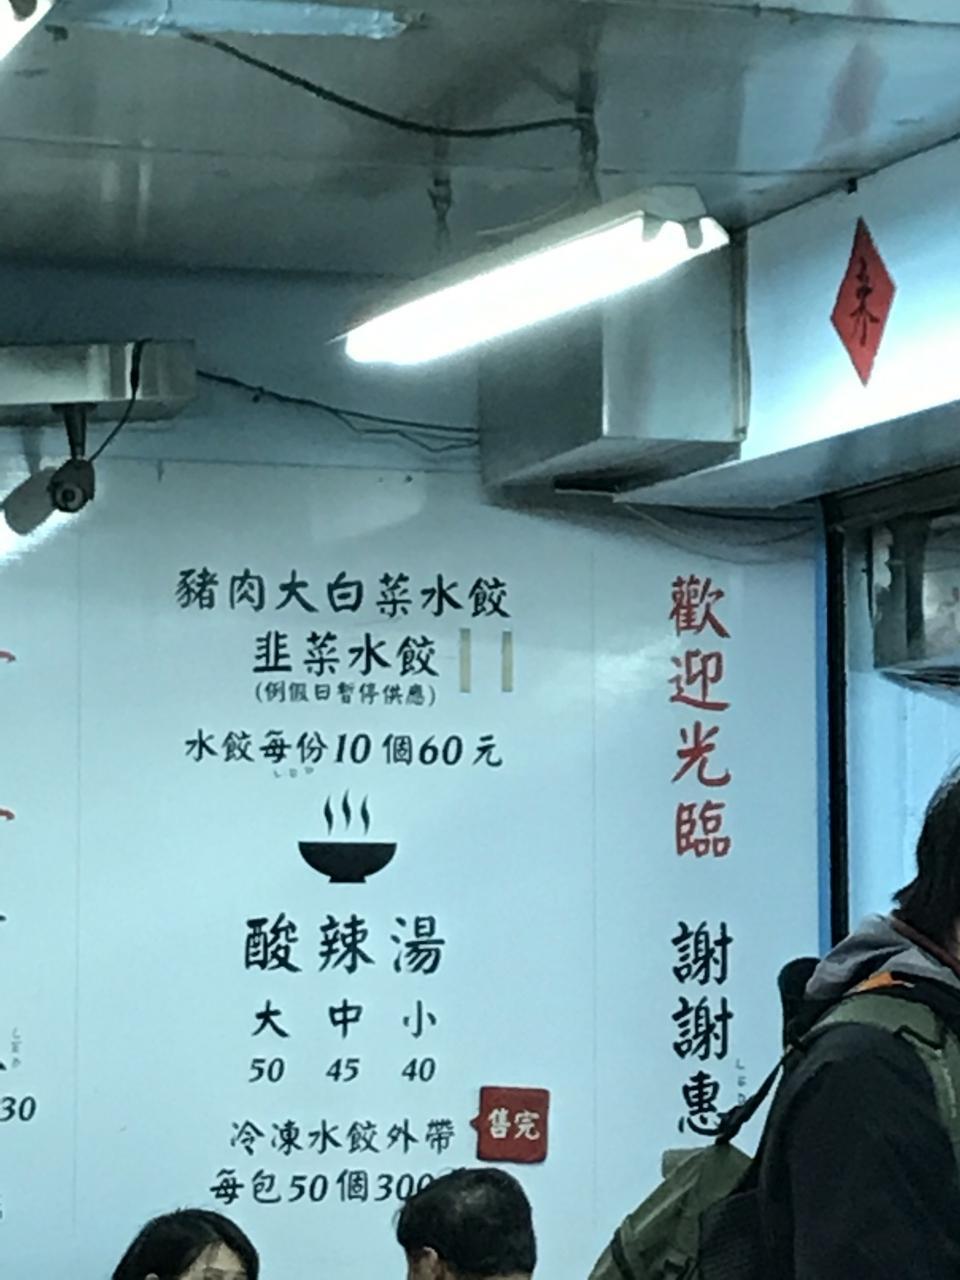 豬肉大白菜水餃
韭菜水餃
(例假日暫停供應)
水餃每份10個60元
酸辣湯
大 中 小
50 45 40
冷凍水餃外帶
售完
每包50個300
歡迎光臨
謝謝惠
30